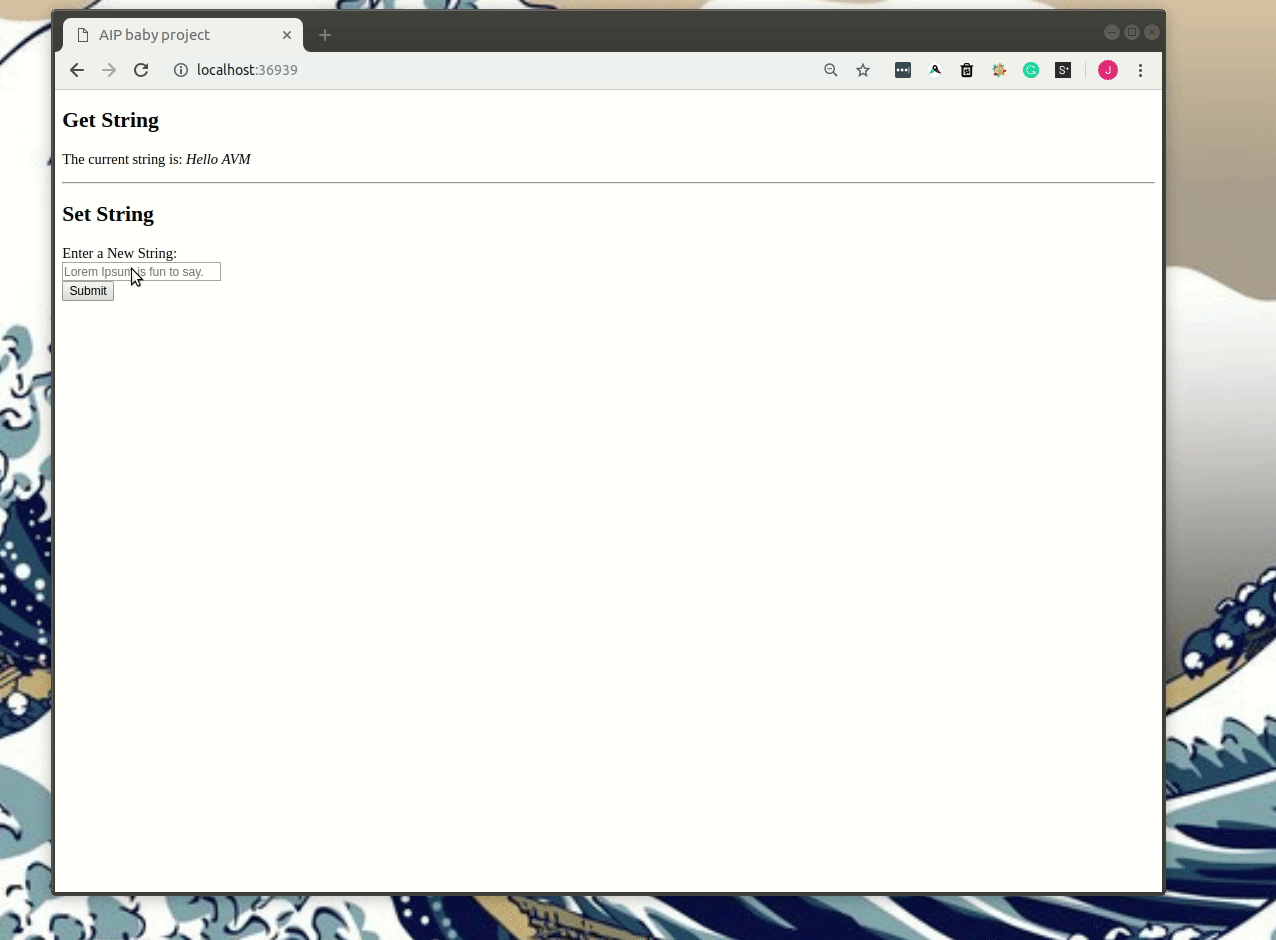 AIP baby project
localhost:36939
S+
J
Get String
The current string is: Hello AVM
Set String
Enter a New String:
Lorem Ipsum is fun to say.
Submit